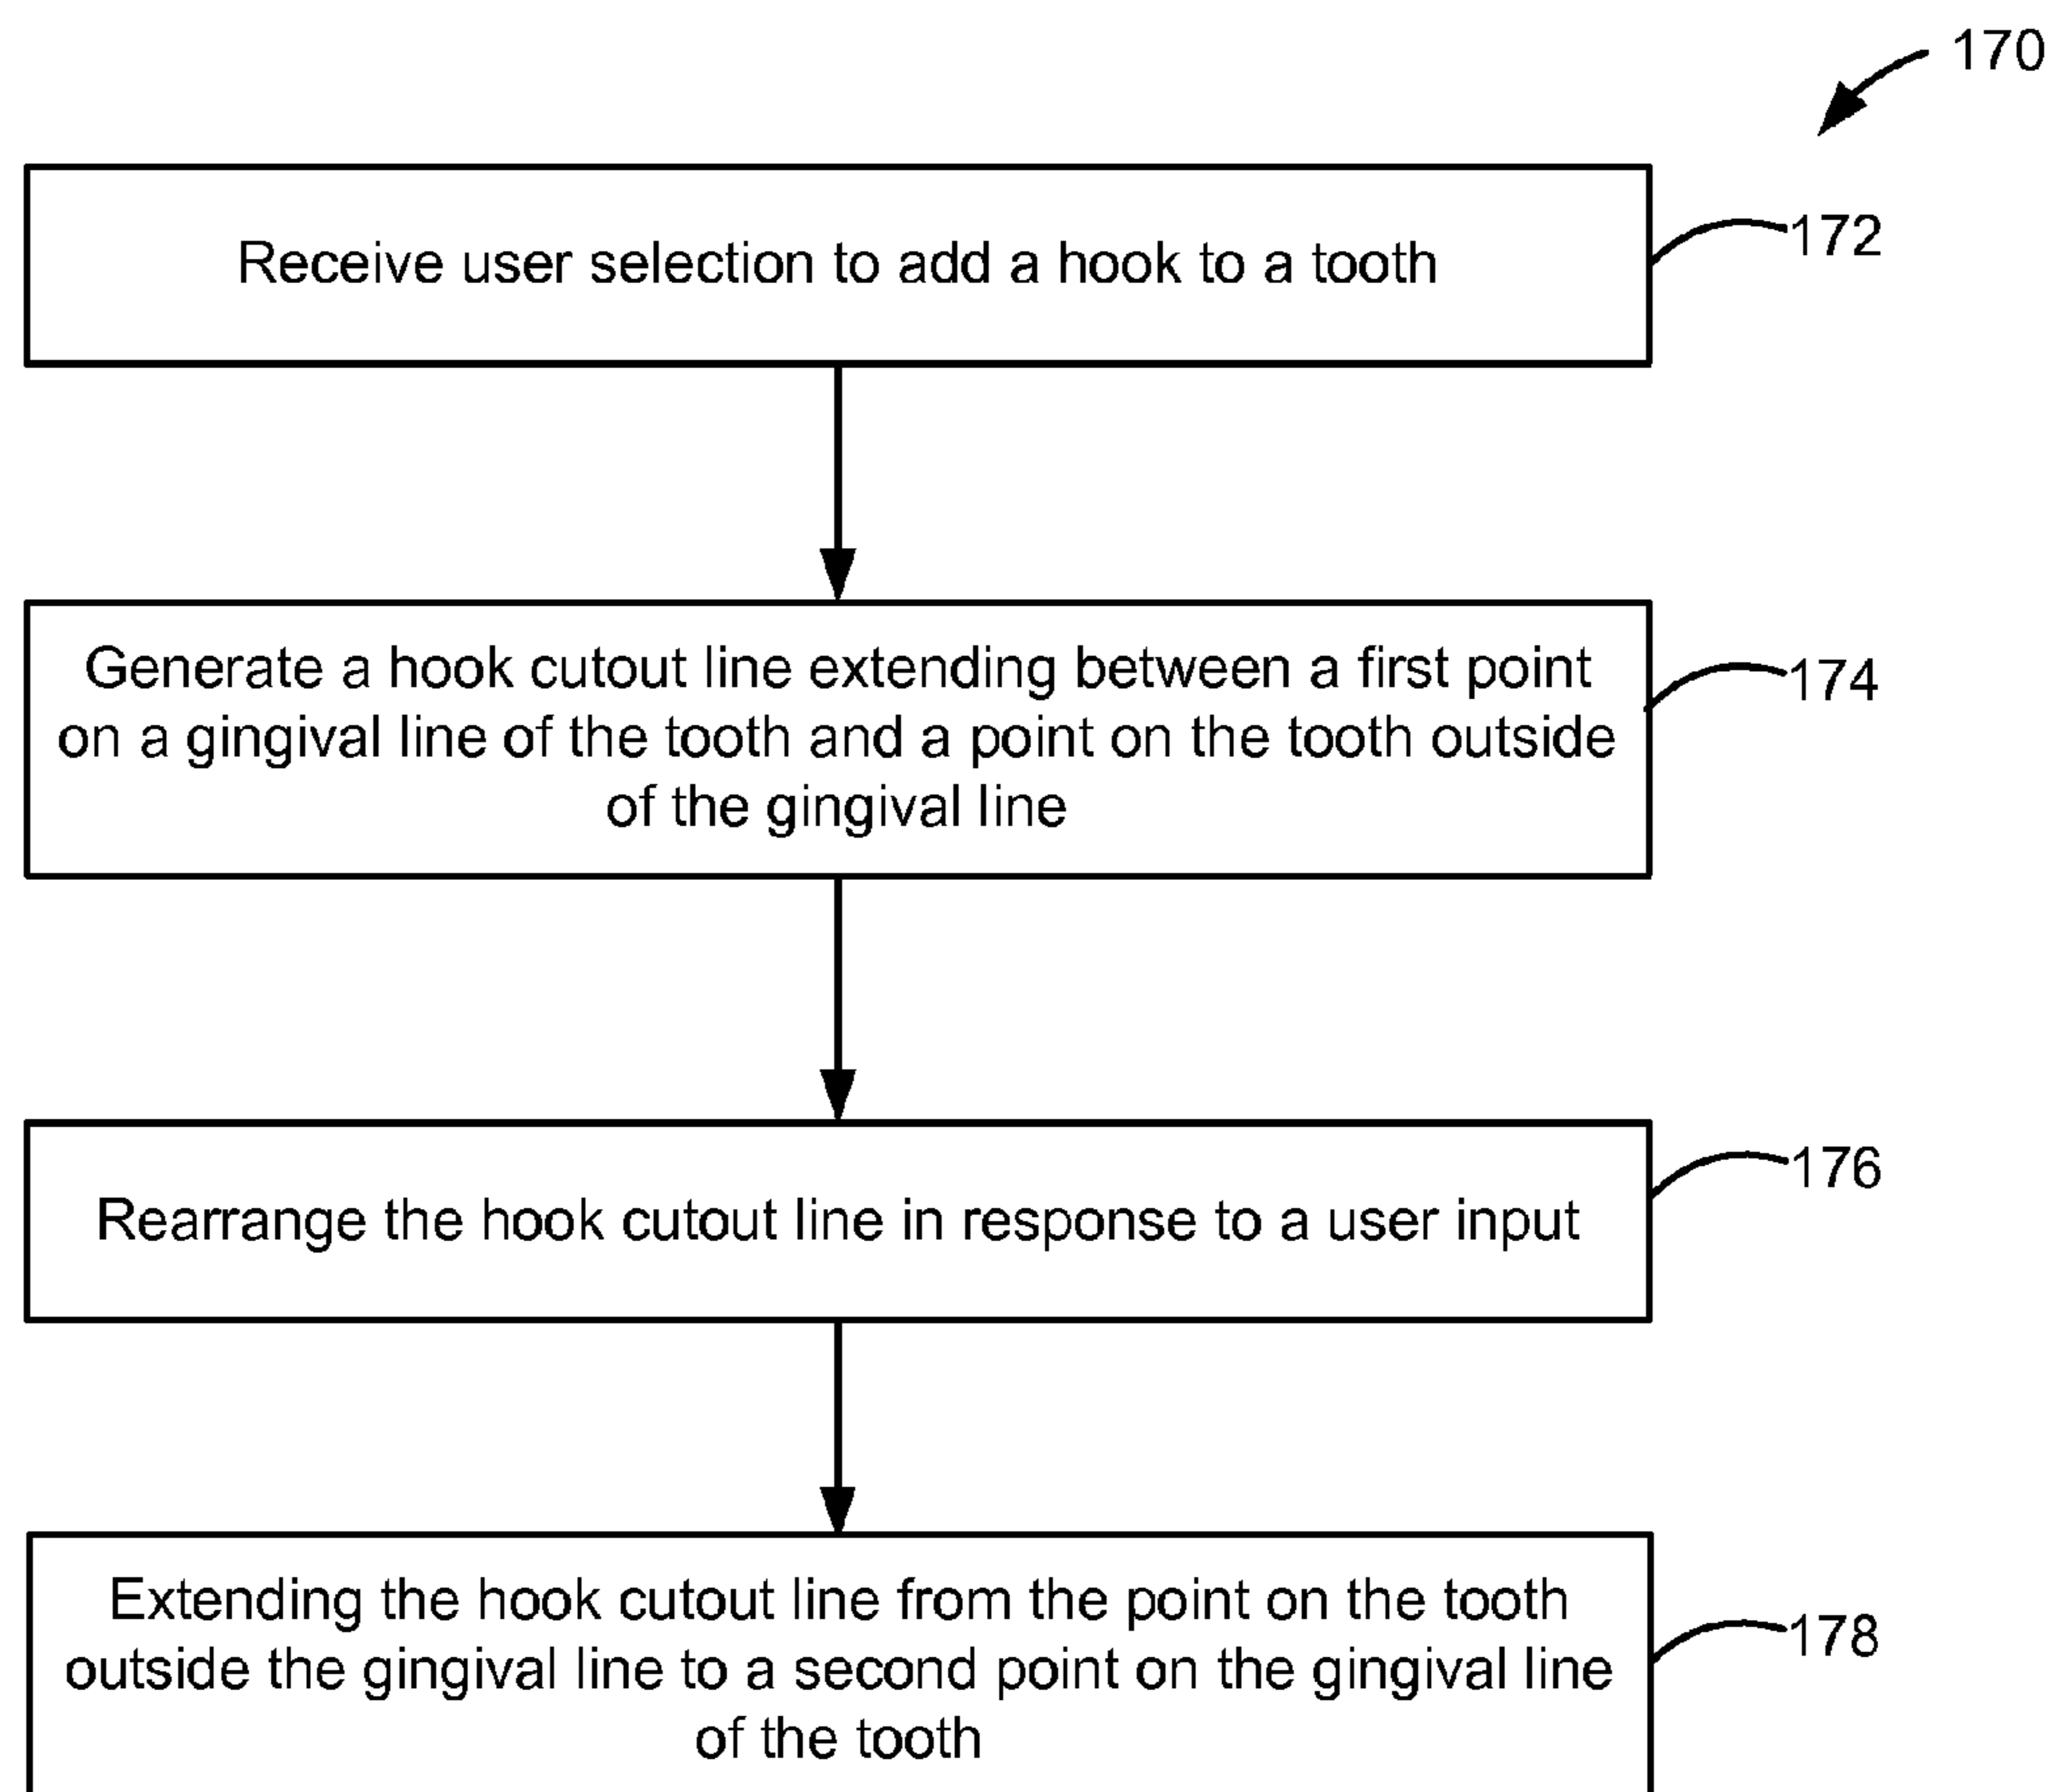 170
Receive user selection to add a hook to a tooth
172
Generate a hook cutout line extending between a first point
on a gingival line of the tooth and a point on the tooth outside
of the gingival line
174
Rearrange the hook cutout line in response to a user input
176
Extending the hook cutout line from the point on the tooth
outside the gingival line to a second point on the gingival line
of the tooth
178